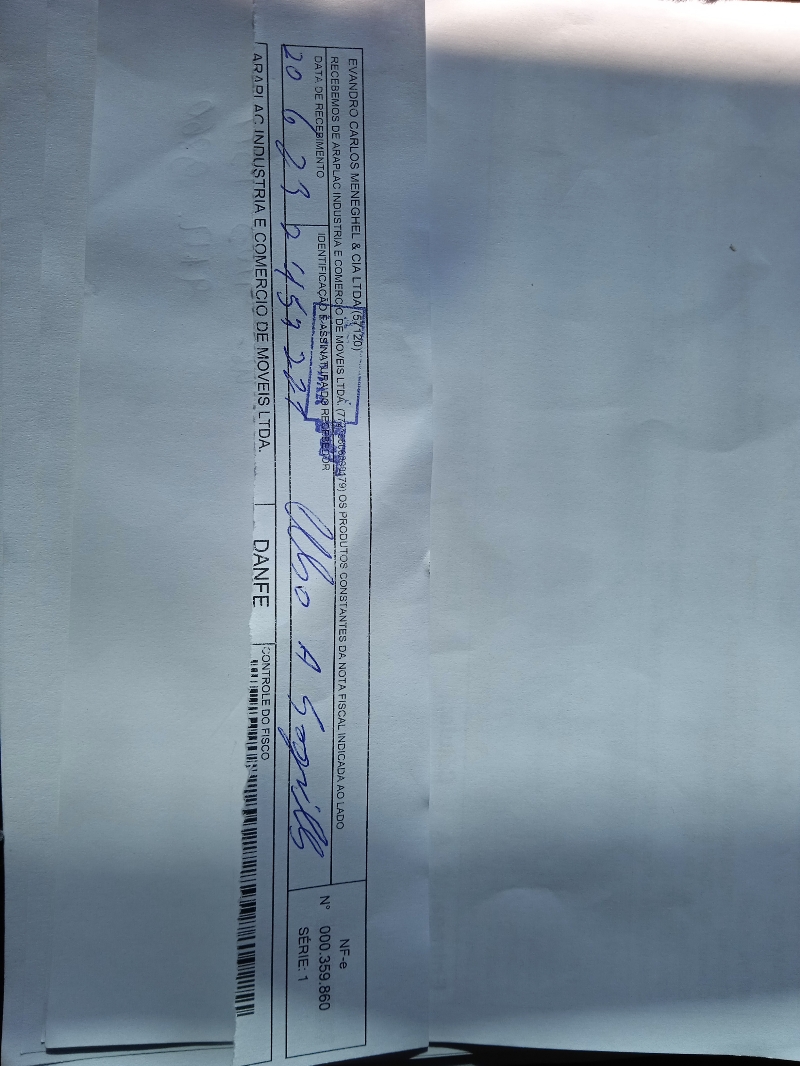 EVANDRO CARLOS MENEGHEL & CIA LTDA (57120)
RECEBEMOS DE ARAPLAC INDUSTRIA E COMERCIO DE MOVEIS LTDA. OS PRODUTOS CONSTANTES DA NOTA FISCAL INDICADA AO LADO
DATA DE RECEBIMENTO
IDENTIFICAÇÃO E ASSINATURA DO RECEBEDOR
20 6 23
A
NF-e
N° 000.359.860
SÉRIE: 1
ARAPLAC INDUSTRIA E COMERCIO DE MOVEIS LTDA.
DANFE
CONTROLE DO FISCO